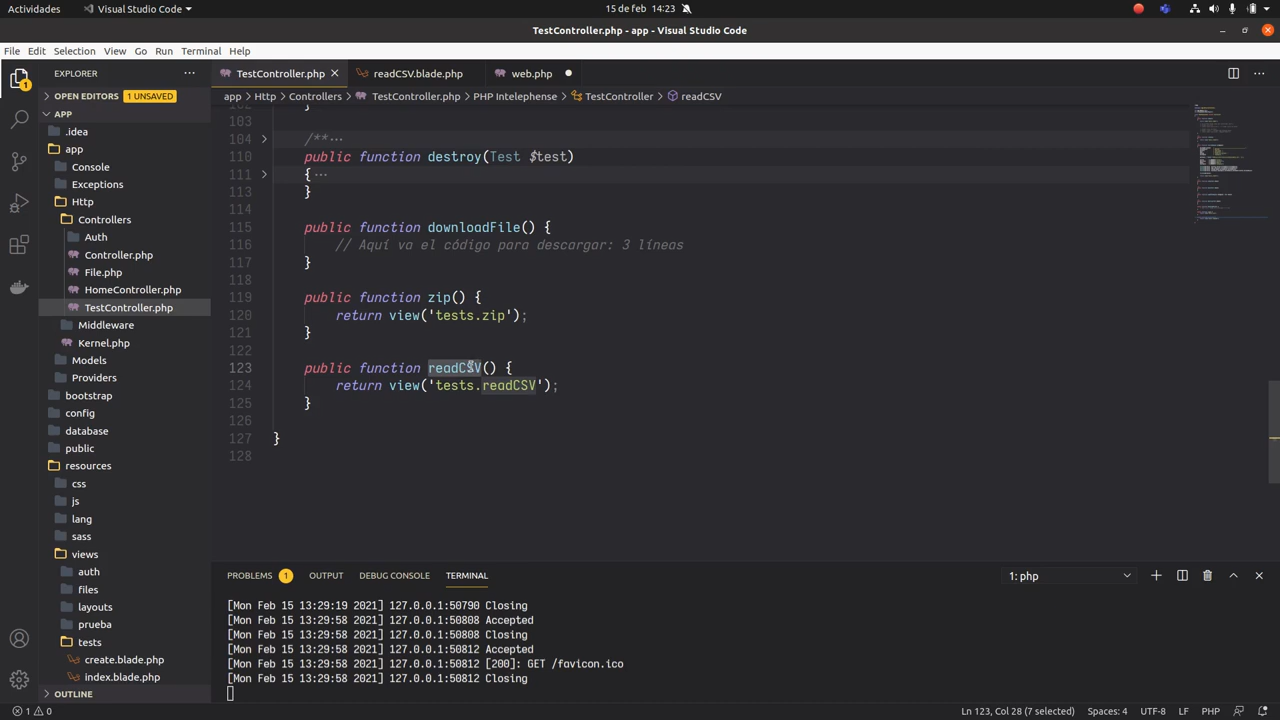 Actividades
Visual Studio Code
15 de feb 14:23
TestController.php - app - Visual Studio Code
File Edit Selection View Go Run Terminal Help
EXPLORER
TestController.php
readCSV.blade.php
web.php
OPEN EDITORS 1 UNSAVED
app > Http > Controllers > TestController.php > PHP Intelephense > TestController > readCSV
APP
.idea
app
Console
Exceptions
Http
Controllers
Auth
Controller.php
File.php
HomeController.php
TestController.php
Middleware
Kernel.php
Models
Providers
bootstrap
config
database
public
resources
css
js
lang
sass
views
auth
files
layouts
prueba
tests
create.blade.php
index.blade.php
OUTLINE
102 }
103
104 /**...
110 public function destroy(Test $test)
111 {...
113 }
114
115 public function downloadFile() {
116 // Aquí va el código para descargar: 3 líneas
117 }
118
119 public function zip() {
120 return view('tests.zip');
121 }
122
123 public function readCSV() {
124 return view('tests.readCSV');
125 }
126
127 }
128
PROBLEMS 1 OUTPUT DEBUG CONSOLE TERMINAL
1: php
[Mon Feb 15 13:29:19 2021] 127.0.0.1:50790 Closing
[Mon Feb 15 13:29:58 2021] 127.0.0.1:50808 Accepted
[Mon Feb 15 13:29:58 2021] 127.0.0.1:50808 Closing
[Mon Feb 15 13:29:58 2021] 127.0.0.1:50812 Accepted
[Mon Feb 15 13:29:58 2021] 127.0.0.1:50812 [200]: GET /favicon.ico
[Mon Feb 15 13:29:58 2021] 127.0.0.1:50812 Closing
1 0
Ln 123, Col 28 (7 selected) Spaces: 4 UTF-8 LF PHP